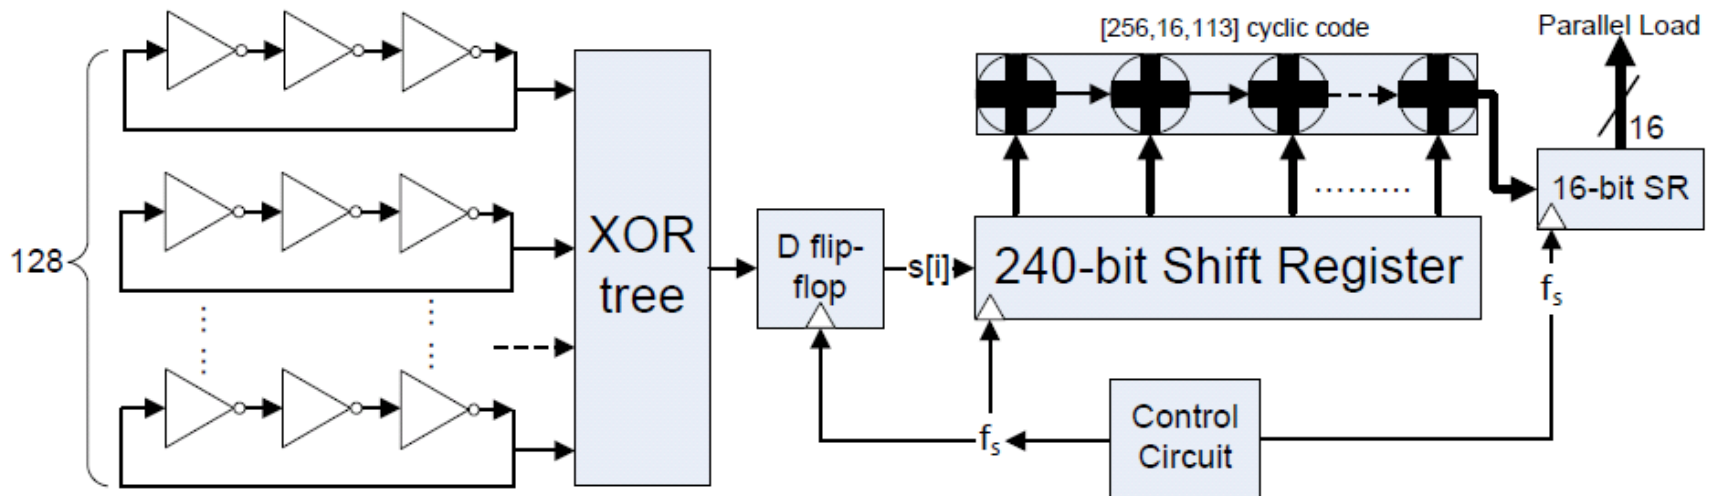 [256,16,113] cyclic code
Parallel Load
16
16-bit SR
128
XOR
tree
D flip-
flop
s[i]
240-bit Shift Register
.........
fs
fs
Control
Circuit